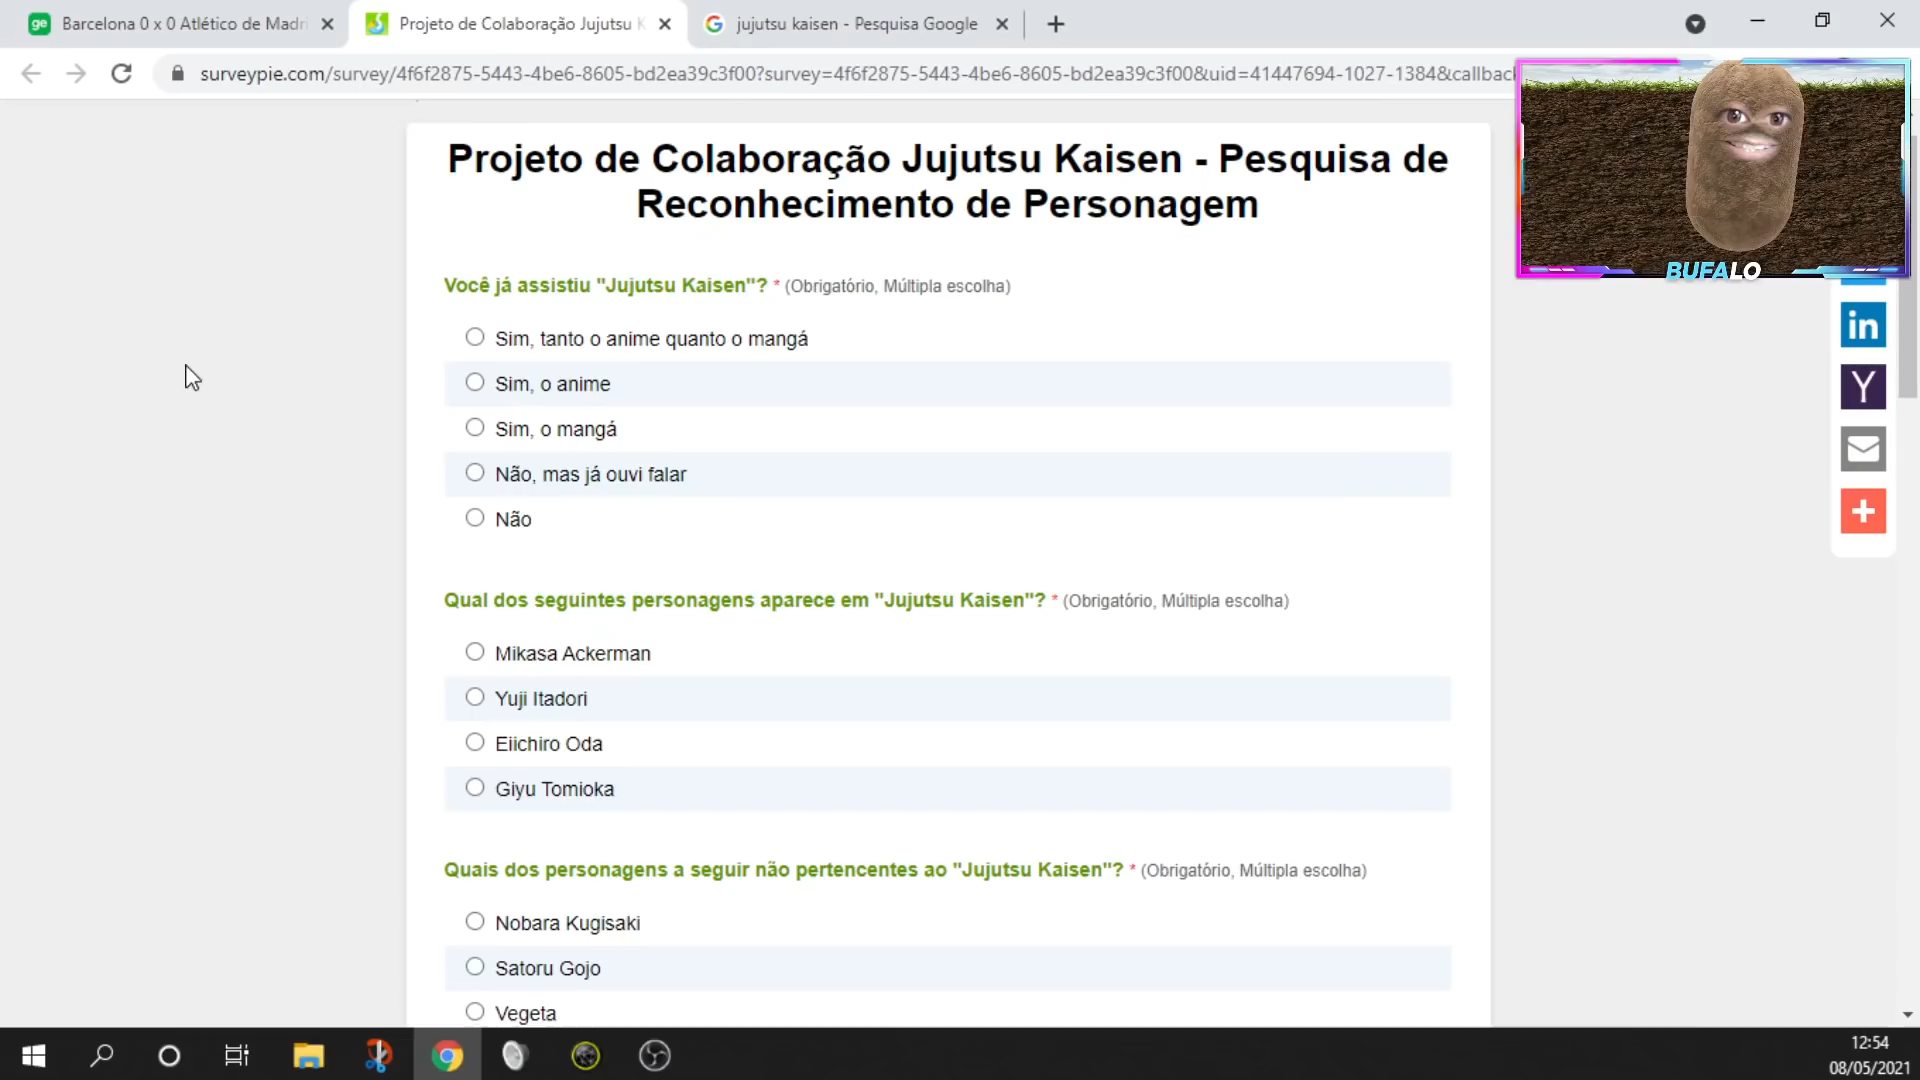 ge Barcelona 0 x 0 Atlético de Madri
Projeto de Colaboração Jujutsu K
jujutsu kaisen - Pesquisa Google
surveypie.com/survey/4f6f2875-5443-4be6-8605-bd2ea39c3f00?survey=4f6f2875-5443-4be6-8605-bd2ea39c3f00&uid=41447694-1027-1384&callbac
BUFALO
Projeto de Colaboração Jujutsu Kaisen - Pesquisa de
Reconhecimento de Personagem
Você já assistiu "Jujutsu Kaisen"? * (Obrigatório, Múltipla escolha)
Sim, tanto o anime quanto o mangá
Sim, o anime
Sim, o mangá
Não, mas já ouvi falar
Não
Qual dos seguintes personagens aparece em "Jujutsu Kaisen"? * (Obrigatório, Múltipla escolha)
Mikasa Ackerman
Yuji Itadori
Eiichiro Oda
Giyu Tomioka
Quais dos personagens a seguir não pertencentes ao "Jujutsu Kaisen"? * (Obrigatório, Múltipla escolha)
Nobara Kugisaki
Satoru Gojo
Vegeta
in
Y
12:54
08/05/2021